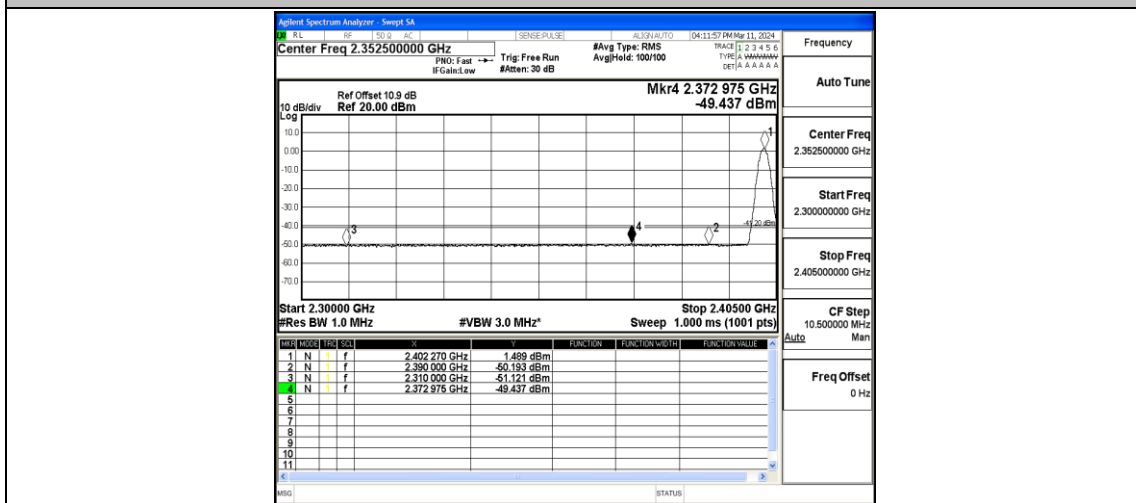 Agilent Spectrum Analyzer - Swept SA
RL RF 50 Ω AC SENSE:PULSE ALIGN AUTO 04:11:57 PM Mar 11, 2024
Center Freq 2.352500000 GHz
PNO: Fast
IFGain:Low
Trig: Free Run
#Atten: 30 dB
#Avg Type: RMS
Avg|Hold: 100/100
TRACE 1 2 3 4 5 6
TYPE A WWWWW
DET A A A A A A
Ref Offset 10.9 dB
10 dB/div Ref 20.00 dBm
Log
Mkr4 2.372 975 GHz
-49.437 dBm
10.0
0.00
-10.0
-20.0
-30.0
-40.0
-50.0
-60.0
-70.0
1
2
3
4
-41.20 dBm
Start 2.30000 GHz Stop 2.40500 GHz
#Res BW 1.0 MHz #VBW 3.0 MHz* Sweep 1.000 ms (1001 pts)
MKR MODE TRC SCL X Y FUNCTION FUNCTION WIDTH FUNCTION VALUE
1 N 1 f 2.402 270 GHz 1.489 dBm
2 N 1 f 2.390 000 GHz -50.193 dBm
3 N 1 f 2.310 000 GHz -51.121 dBm
4 N 1 f 2.372 975 GHz -49.437 dBm
5
6
7
8
9
10
11
MSG STATUS
Frequency
Auto Tune
Center Freq
2.352500000 GHz
Start Freq
2.300000000 GHz
Stop Freq
2.405000000 GHz
CF Step
10.500000 MHz
Auto Man
Freq Offset
0 Hz